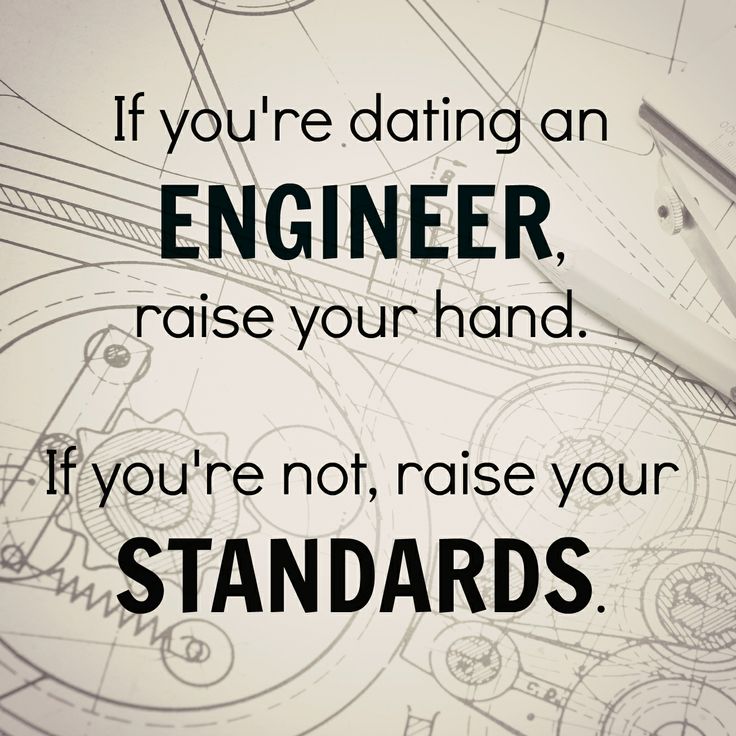 If you're dating an
ENGINEER,
raise your hand.
If you're not, raise your
STANDARDS.